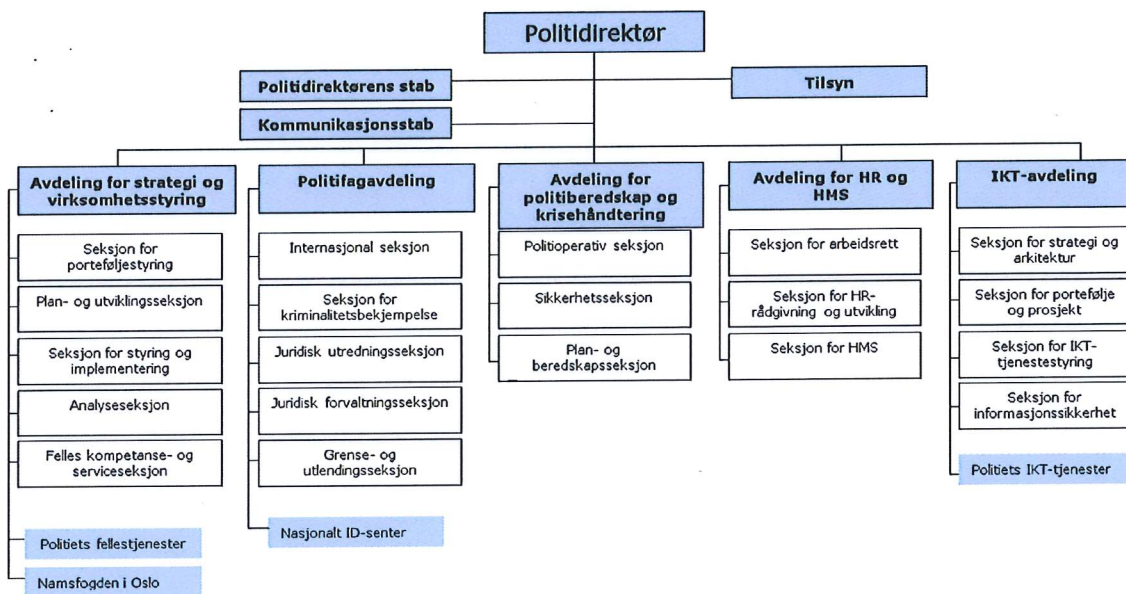 Politidirektør
Politidirektørens stab
Tilsyn
Kommunikasjonsstab
Avdeling for strategi og
virksomhetsstyring
Seksjon for
porteføljestyring
Plan- og utviklingsseksjon
Seksjon for styring og
implementering
Analyseseksjon
Felles kompetanse- og
serviceseksjon
Politiets fellestjenester
Namsfogden i Oslo
Politifagavdeling
Internasjonal seksjon
Seksjon for
kriminalitetsbekjempelse
Juridisk utredningsseksjon
Juridisk forvaltningsseksjon
Grense- og
utlendingsseksjon
Nasjonalt ID-senter
Avdeling for
politiberedskap og
krisehåndtering
Politioperativ seksjon
Sikkerhetsseksjon
Plan- og
beredskapsseksjon
Avdeling for HR og
HMS
Seksjon for arbeidsrett
Seksjon for HR-
rådgivning og utvikling
Seksjon for HMS
IKT-avdeling
Seksjon for strategi og
arkitektur
Seksjon for portefølje
og prosjekt
Seksjon for IKT-
tjenestestyring
Seksjon for
informasjonssikkerhet
Politiets IKT-tjenester